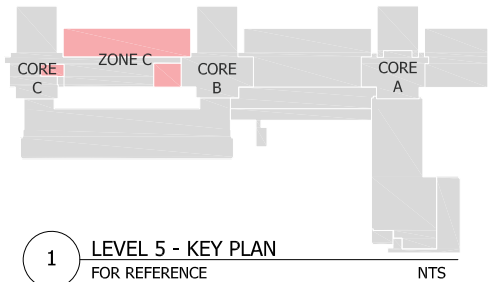 ZONE C
CORE
C
CORE
B
CORE
A
1
LEVEL 5 - KEY PLAN
FOR REFERENCE
NTS